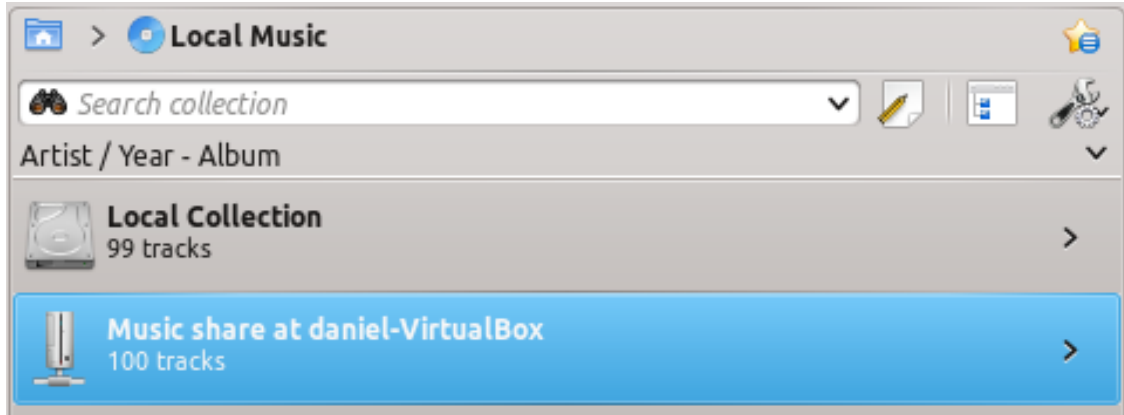 Local Music
Search collection
Artist / Year - Album
Local Collection
99 tracks
Music share at daniel-VirtualBox
100 tracks